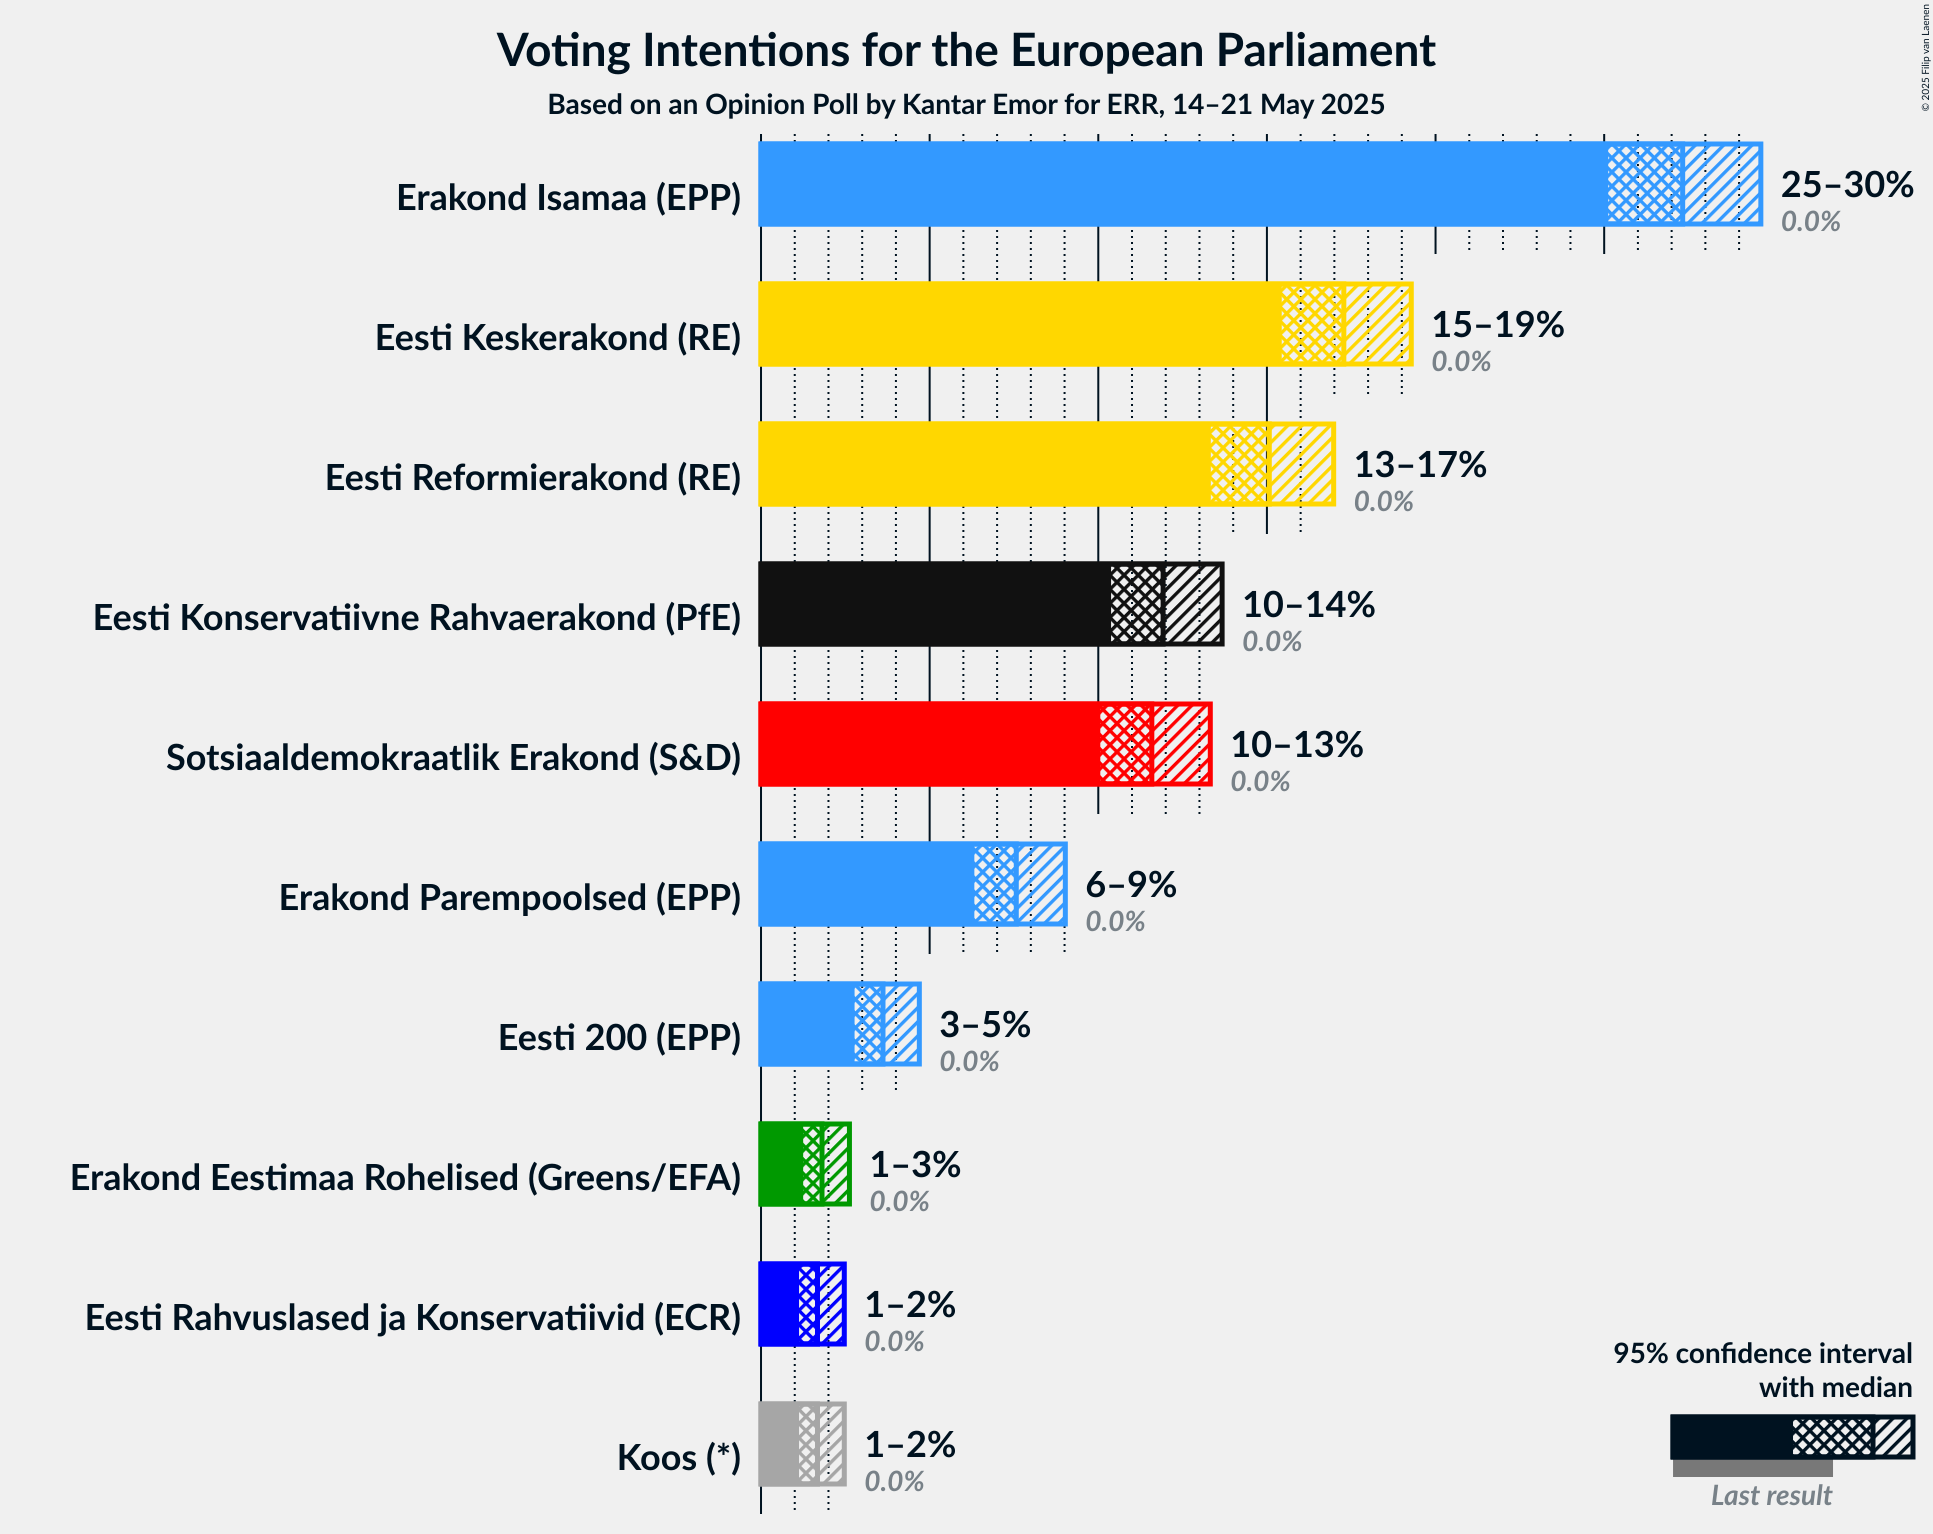 Voting Intentions for the European Parliament
Based on an Opinion Poll by Kantar Emor for ERR, 14–21 May 2025
© 2025 Filip van Laenen
Erakond Isamaa (EPP)
25–30%
0.0%
Eesti Keskerakond (RE)
15–19%
0.0%
Eesti Reformierakond (RE)
13–17%
0.0%
Eesti Konservatiivne Rahvaerakond (PfE)
10–14%
0.0%
Sotsiaaldemokraatlik Erakond (S&D)
10–13%
0.0%
Erakond Parempoolsed (EPP)
6–9%
0.0%
Eesti 200 (EPP)
3–5%
0.0%
Erakond Eestimaa Rohelised (Greens/EFA)
1–3%
0.0%
Eesti Rahvuslased ja Konservatiivid (ECR)
1–2%
0.0%
Koos (*)
1–2%
0.0%
95% confidence interval
with median
Last result